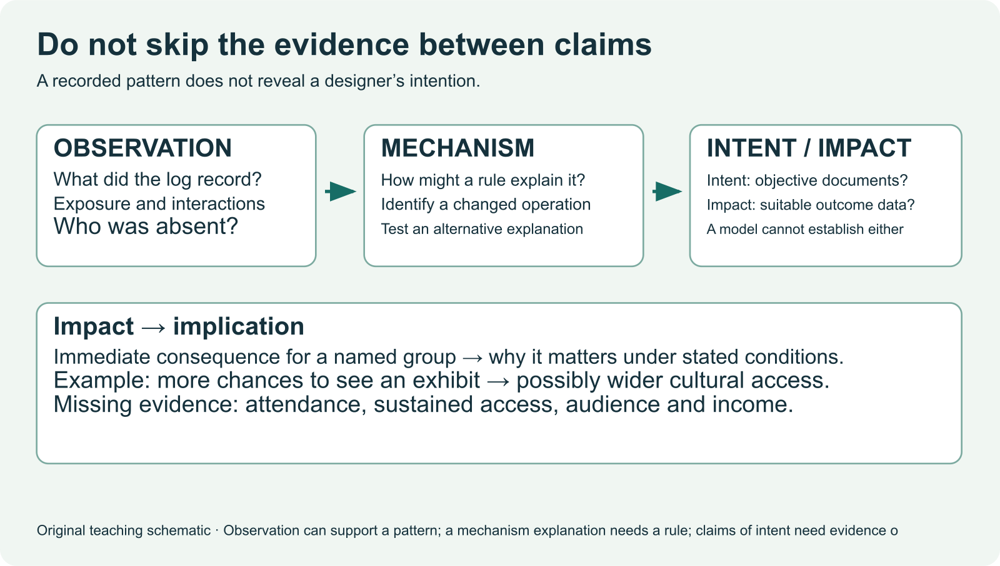 Do not skip the evidence between claims
A recorded pattern does not reveal a designer’s intention.
OBSERVATION
What did the log record?
Exposure and interactions
Who was absent?
MECHANISM
How might a rule explain it?
Identify a changed operation
Test an alternative explanation
INTENT / IMPACT
Intent: objective documents?
Impact: suitable outcome data?
A model cannot establish either
Impact → implication
Immediate consequence for a named group → why it matters under stated conditions.
Example: more chances to see an exhibit → possibly wider cultural access.
Missing evidence: attendance, sustained access, audience and income.
Original teaching schematic · Observation can support a pattern; a mechanism explanation needs a rule; claims of intent need evidence o